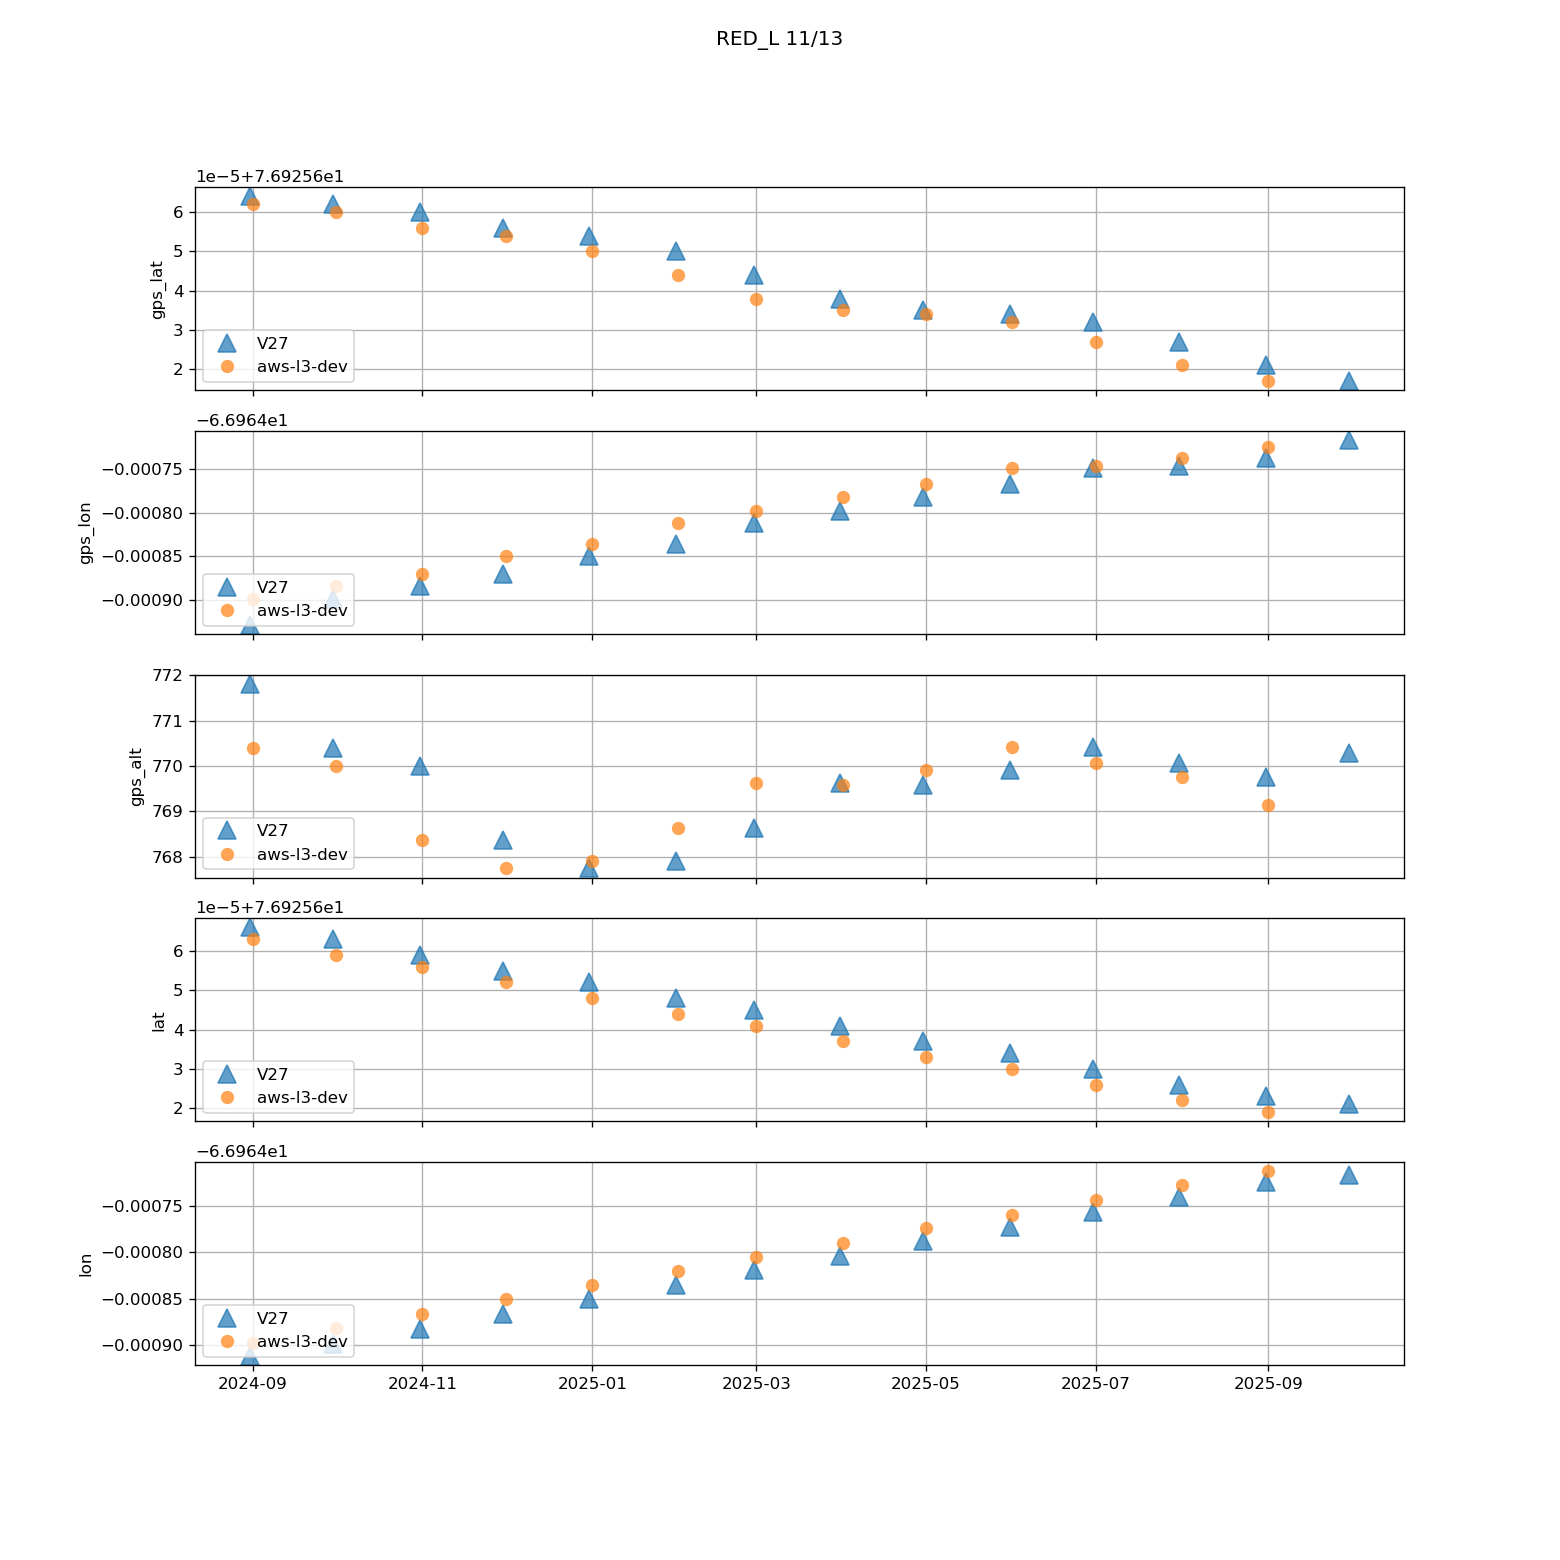 RED_L 11/13
1e−5+7.69256e1
6
5
4
3
2
gps_lat
V27
aws-l3-dev
−6.6964e1
−0.00075
−0.00080
−0.00085
−0.00090
gps_lon
V27
aws-l3-dev
772
771
770
769
768
gps_alt
V27
aws-l3-dev
1e−5+7.69256e1
6
5
4
3
2
lat
V27
aws-l3-dev
−6.6964e1
−0.00075
−0.00080
−0.00085
−0.00090
lon
V27
aws-l3-dev
2024-09 2024-11 2025-01 2025-03 2025-05 2025-07 2025-09